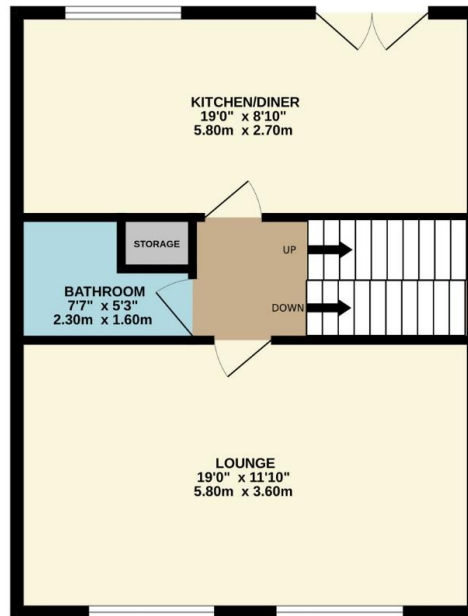 KITCHEN/DINER
19'0" x 8'10"
5.80m x 2.70m
STORAGE
UP
BATHROOM
7'7" x 5'3"
2.30m x 1.60m
DOWN
LOUNGE
19'0" x 11'10"
5.80m x 3.60m